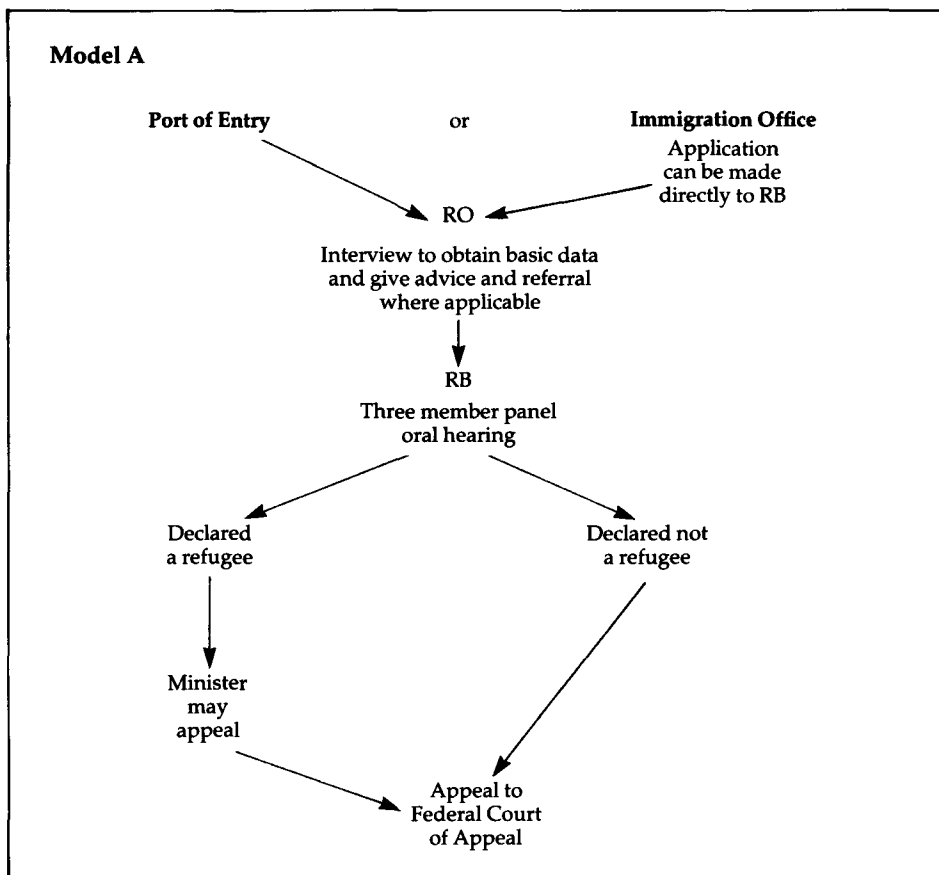 Model A
Port of Entry or Immigration Office
Application
can be made
directly to RB
RO
Interview to obtain basic data
and give advice and referral
where applicable
RB
Three member panel
oral hearing
Declared
a refugee
Declared not
a refugee
Minister
may
appeal
Appeal to
Federal Court
of Appeal